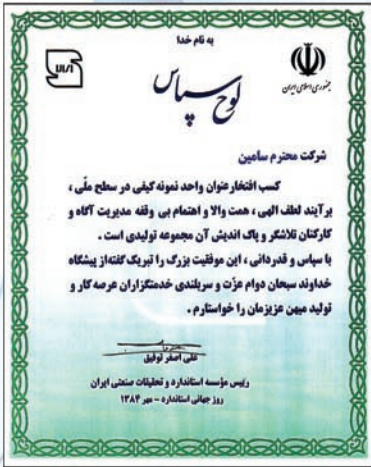 به نام خدا
جمهوری اسلامی ایران
لوح سپاس
شرکت محترم سامین
کسب افتخار عنوان واحد نمونه کیفی در سطح ملّی ،
برآیند لطف الهی ، همت والا و اهتمام بی وقفه مدیریت آگاه و
کارکنان تلاشگر و پاک اندیش آن مجموعه تولیدی است .
با سپاس و قدردانی ، این موفقیت بزرگ را تبریک گفته از پیشگاه
خداوند سبحان دوام عزّت و سربلندی خدمتگزاران عرصه کار و
تولید میهن عزیزمان را خواستارم .
علی اصغر توفیق
رئیس مؤسسه استاندارد و تحقیقات صنعتی ایران
روز جهانی استاندارد - مهر ۱۳۸۴